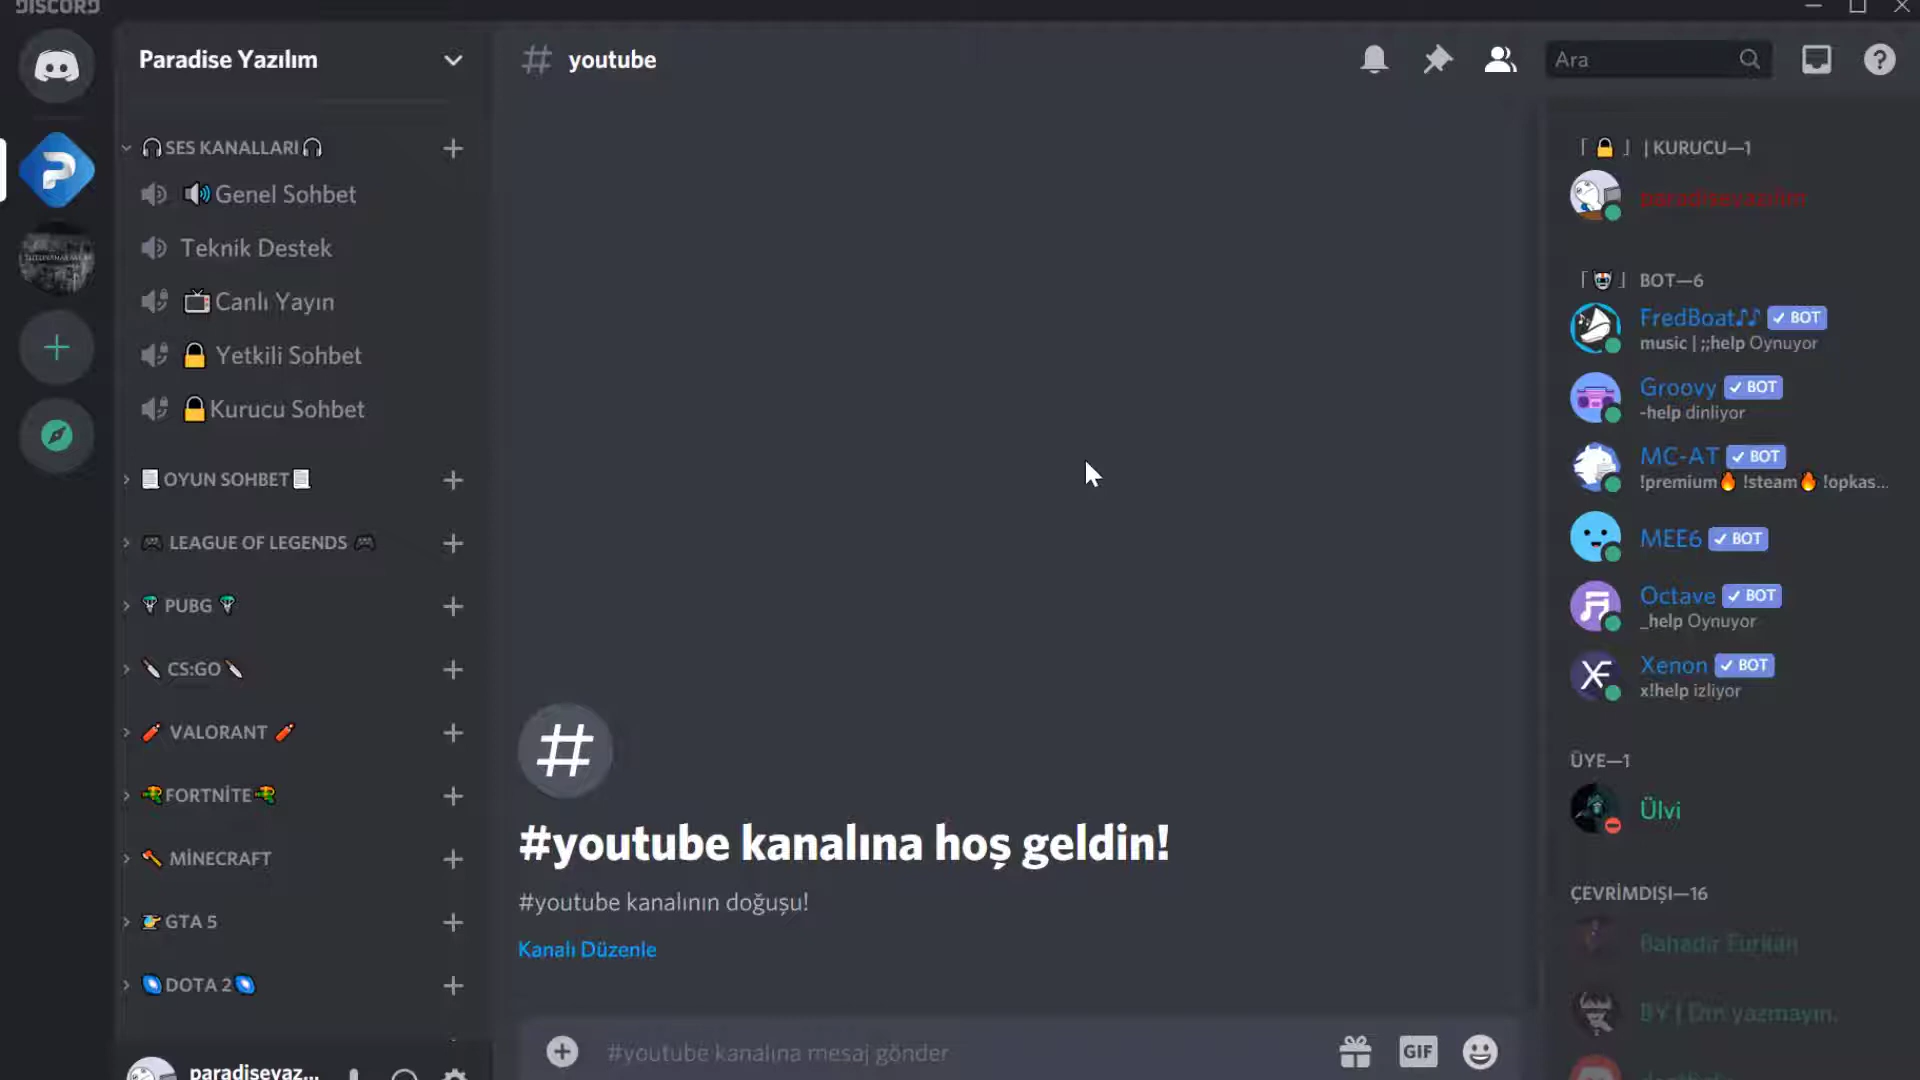 DISCORD
Paradise Yazılım
🎧SES KANALLARI🎧
🔊Genel Sohbet
Teknik Destek
📺Canlı Yayın
🔒 Yetkili Sohbet
🔒Kurucu Sohbet
📃OYUN SOHBET📃
🎮 LEAGUE OF LEGENDS 🎮
PUBG
🔪 CS:GO🔪
🧨 VALORANT 🧨
🔫FORTNİTE🔫
🪓 MİNECRAFT
GTA 5
DOTA 2
paradiseyaz...
youtube
Ara
#youtube kanalına hoş geldin!
#youtube kanalının doğuşu!
Kanalı Düzenle
#youtube kanalına mesaj gönder
GIF
「🔒」 | KURUCU—1
paradiseyazilim
「🤡」 BOT—6
FredBoat♪♪ ✓ BOT
music | ;;help Oynuyor
Groovy ✓ BOT
-help dinliyor
MC-AT ✓ BOT
!premium🔥 !steam🔥 !opkas...
MEE6 ✓ BOT
Octave ✓ BOT
_help Oynuyor
Xenon ✓ BOT
x!help izliyor
ÜYE—1
Ülvi
ÇEVRİMDIŞI—16
Bahadır Furkan
BY | Dm yazmayın.